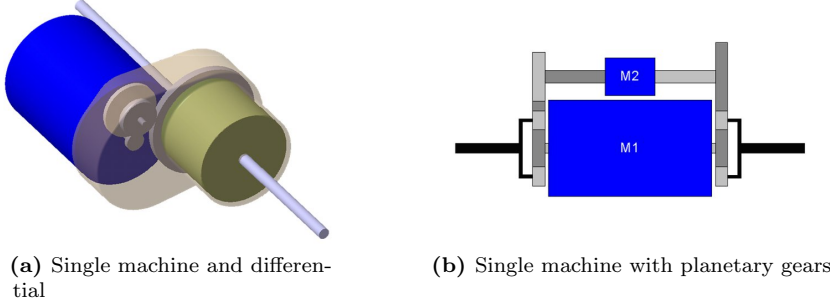 M2
M1
(a) Single machine and differen-
tial
(b) Single machine with planetary gears